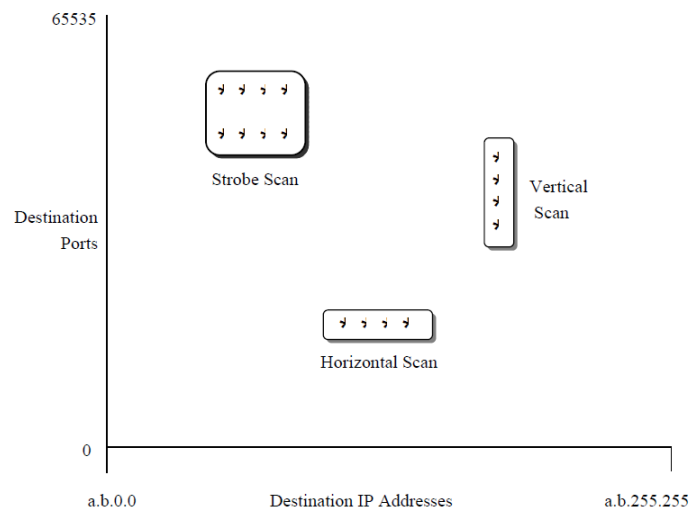 65535
Strobe Scan
Vertical
Scan
Destination
Ports
Horizontal Scan
0
a.b.0.0
Destination IP Addresses
a.b.255.255